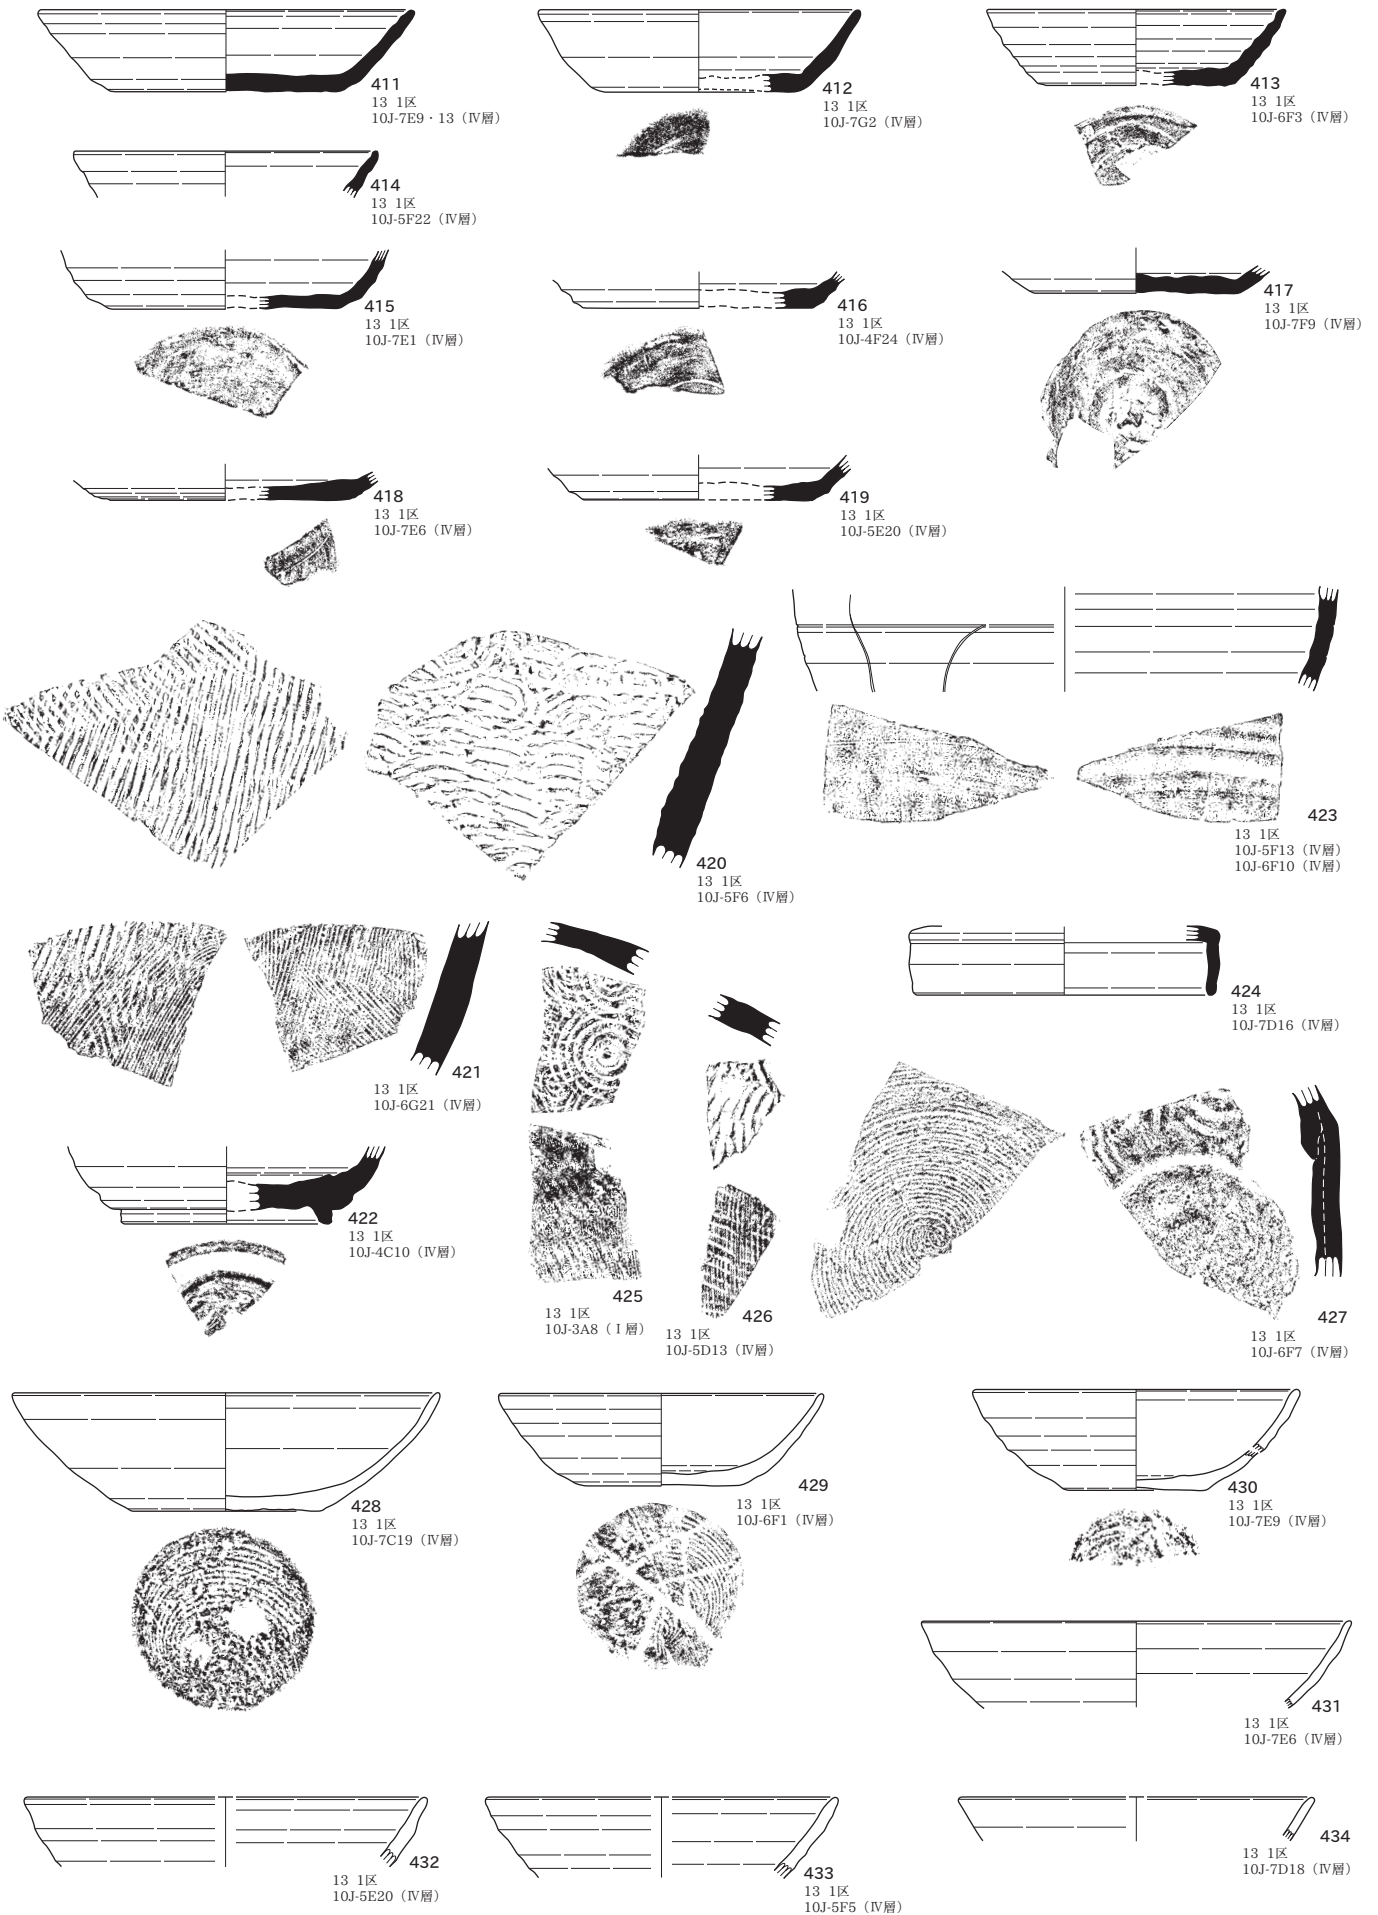 411
13 1区
10J-7E9・13（Ⅳ層）
412
13 1区
10J-7G2（Ⅳ層）
413
13 1区
10J-6F3（Ⅳ層）
414
13 1区
10J-5F22（Ⅳ層）
415
13 1区
10J-7E1（Ⅳ層）
416
13 1区
10J-4F24（Ⅳ層）
417
13 1区
10J-7F9（Ⅳ層）
418
13 1区
10J-7E6（Ⅳ層）
419
13 1区
10J-5E20（Ⅳ層）
420
13 1区
10J-5F6（Ⅳ層）
423
13 1区
10J-5F13（Ⅳ層）
10J-6F10（Ⅳ層）
421
13 1区
10J-6G21（Ⅳ層）
424
13 1区
10J-7D16（Ⅳ層）
422
13 1区
10J-4C10（Ⅳ層）
425
13 1区
10J-3A8（Ⅰ層）
426
13 1区
10J-5D13（Ⅳ層）
427
13 1区
10J-6F7（Ⅳ層）
428
13 1区
10J-7C19（Ⅳ層）
429
13 1区
10J-6F1（Ⅳ層）
430
13 1区
10J-7E9（Ⅳ層）
431
13 1区
10J-7E6（Ⅳ層）
432
13 1区
10J-5E20（Ⅳ層）
433
13 1区
10J-5F5（Ⅳ層）
434
13 1区
10J-7D18（Ⅳ層）